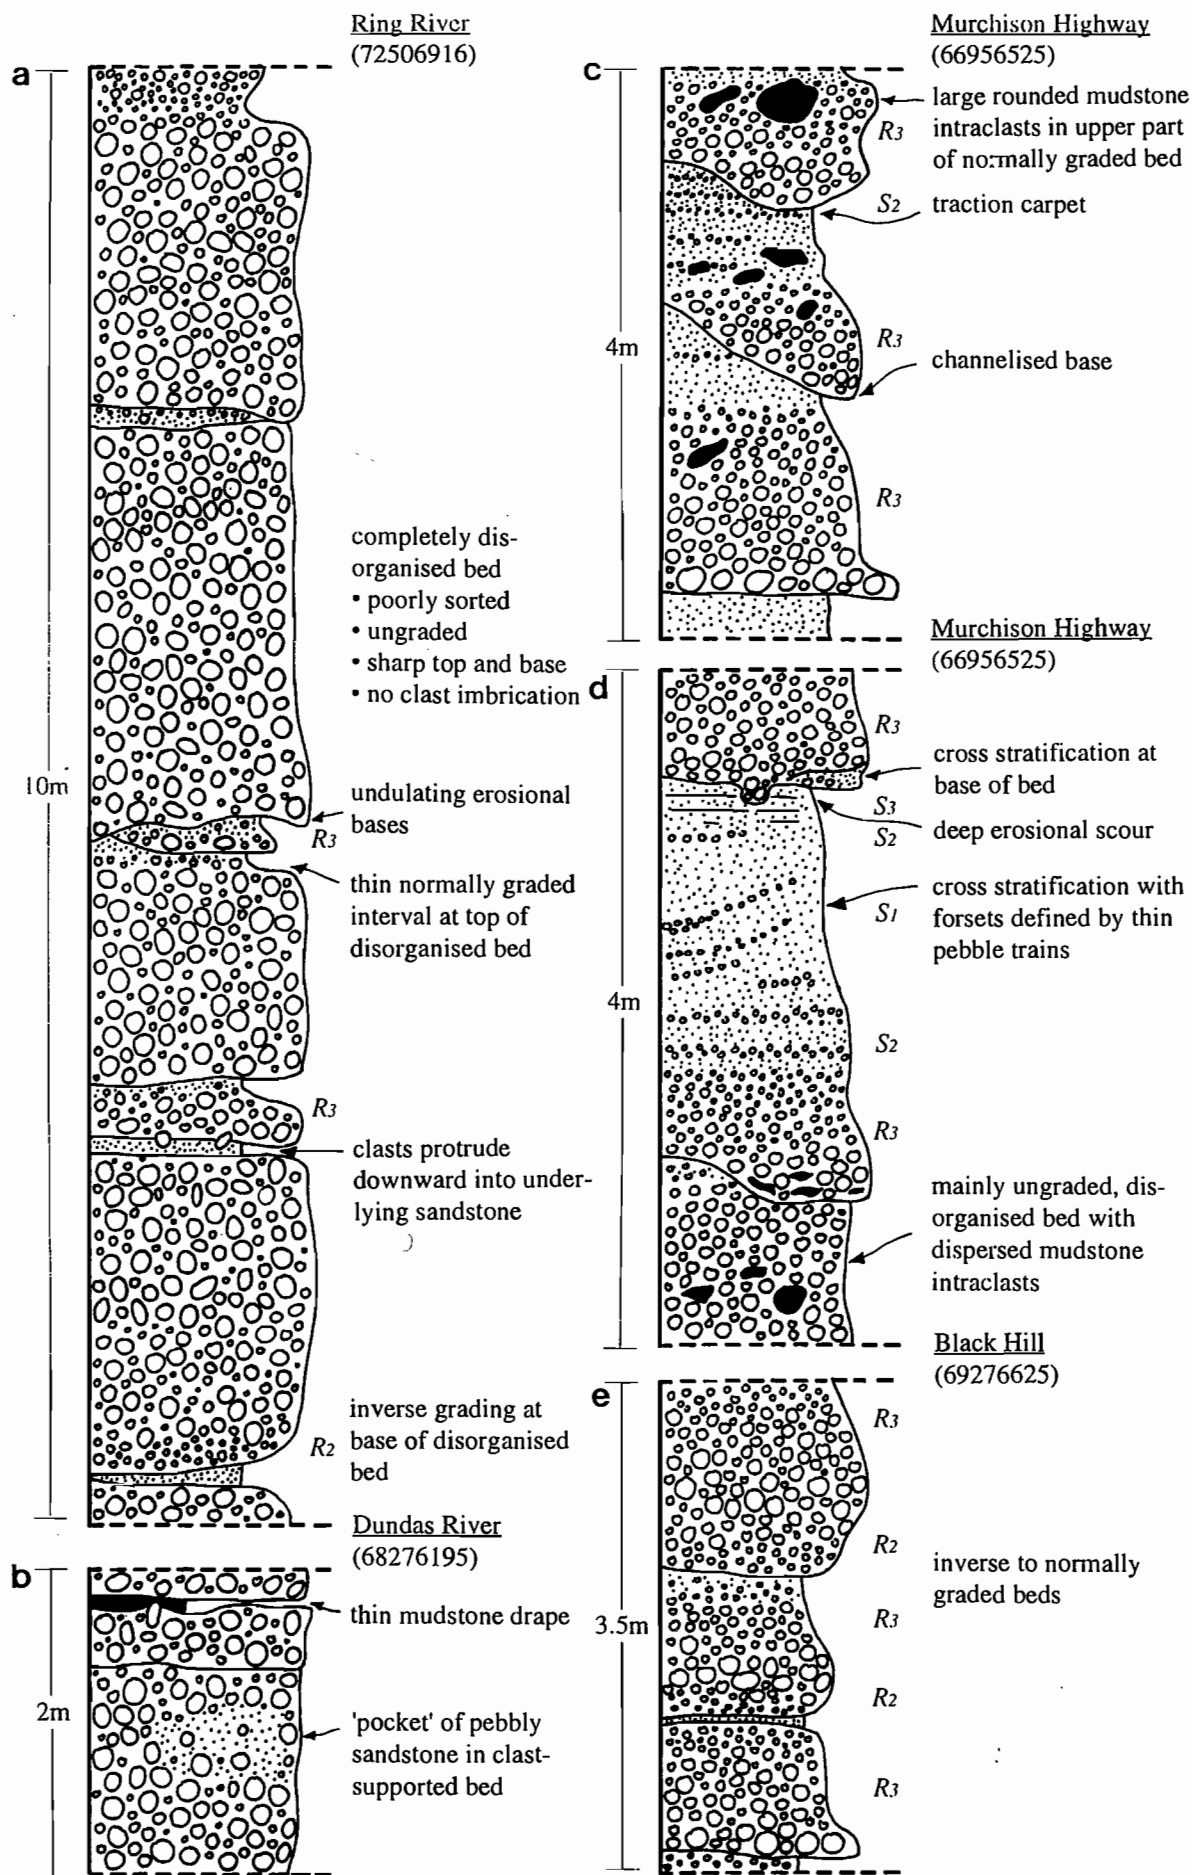 Ring River
(72506916)
a
10m
completely dis-
organised bed
• poorly sorted
• ungraded
• sharp top and base
• no clast imbrication
undulating erosional
bases
R3
thin normally graded
interval at top of
disorganised bed
R3
clasts protrude
downward into under-
lying sandstone
inverse grading at
base of disorganised
bed
R2
Dundas River
(68276195)
b
2m
thin mudstone drape
'pocket' of pebbly
sandstone in clast-
supported bed
Murchison Highway
(66956525)
c
4m
large rounded mudstone
intraclasts in upper part
of normally graded bed
R3
S2
traction carpet
R3
channelised base
R3
Murchison Highway
(66956525)
d
4m
R3
cross stratification at
base of bed
S3
deep erosional scour
S2
cross stratification with
forsets defined by thin
pebble trains
S1
S2
R3
mainly ungraded, dis-
organised bed with
dispersed mudstone
intraclasts
Black Hill
(69276625)
e
3.5m
R3
R2
inverse to normally
graded beds
R3
R2
R3